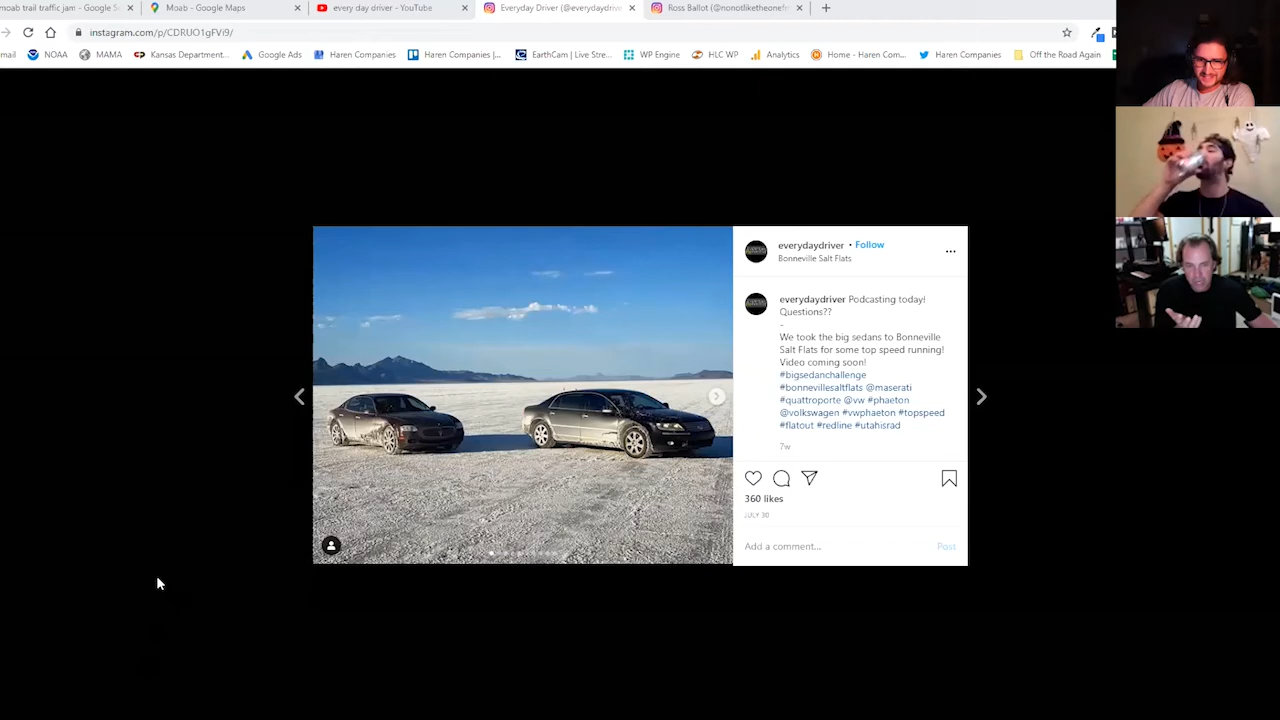 moab trail traffic jam - Google Se
Moab - Google Maps
every day driver - YouTube
Everyday Driver (@everydaydrive
Ross Ballot (@nonotliketheonefr
instagram.com/p/CDRUO1gFVi9/
mail
NOAA
MAMA
Kansas Department...
Google Ads
Haren Companies
Haren Companies |...
EarthCam | Live Stre...
WP Engine
HLC WP
Analytics
Home - Haren Com...
Haren Companies
Off the Road Again
everydaydriver • Follow
Bonneville Salt Flats
everydaydriver Podcasting today!
Questions??
-
We took the big sedans to Bonneville
Salt Flats for some top speed running!
Video coming soon!
#bigsedanchallenge
#bonnevillesaltflats @maserati
#quattroporte @vw #phaeton
@volkswagen #vwphaeton #topspeed
#flatout #redline #utahisrad
7w
360 likes
JULY 30
Add a comment...
Post